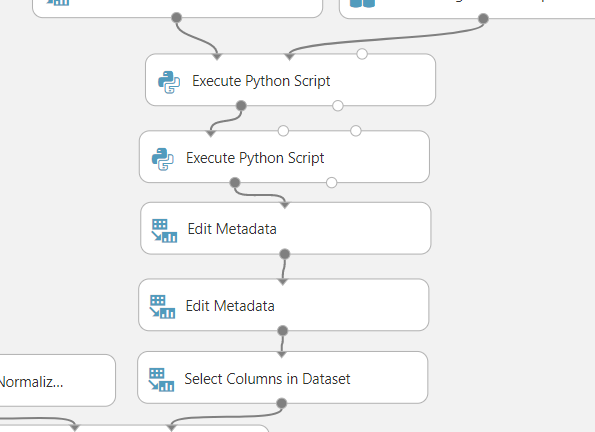 Execute Python Script
Execute Python Script
Edit Metadata
Edit Metadata
Normaliz...
Select Columns in Dataset